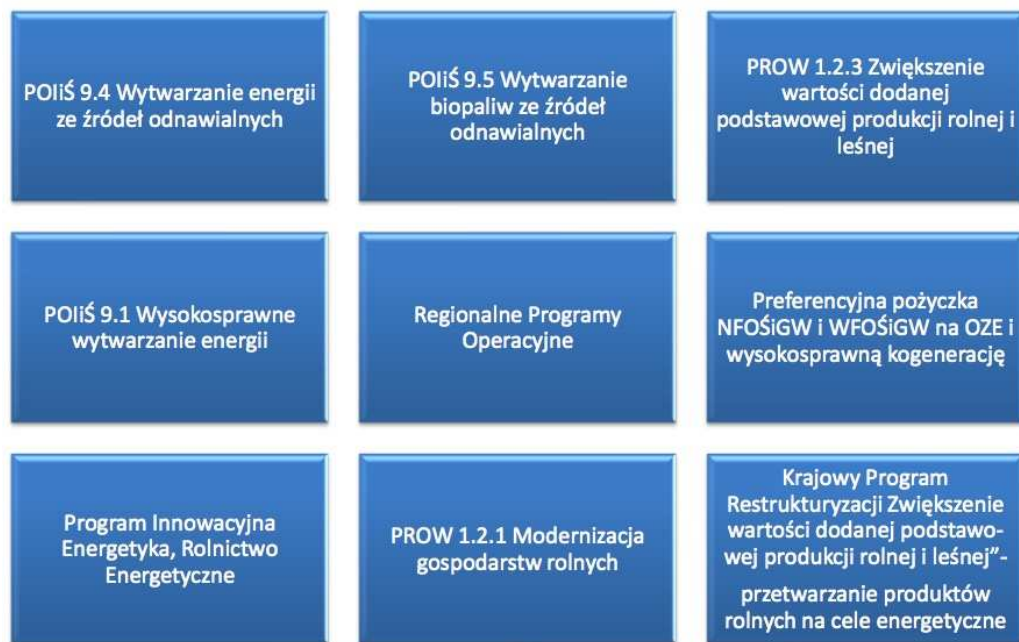 POIiŚ 9.4 Wytwarzanie energii
ze źródeł odnawialnych
POIiŚ 9.5 Wytwarzanie
biopaliw ze źródeł
odnawialnych
PROW 1.2.3 Zwiększenie
wartości dodanej
podstawowej produkcji rolnej i
leśnej
POIiŚ 9.1 Wysokosprawne
wytwarzanie energii
Regionalne Programy
Operacyjne
Preferencyjna pożyczka
NFOŚiGW i WFOŚiGW na OZE i
wysokosprawną kogenerację
Program Innowacyjna
Energetyka, Rolnictwo
Energetyczne
PROW 1.2.1 Modernizacja
gospodarstw rolnych
Krajowy Program
Restrukturyzacji Zwiększenie
wartości dodanej podstawo-
wej produkcji rolnej i leśnej”-
przetwarzanie produktów
rolnych na cele energetyczne